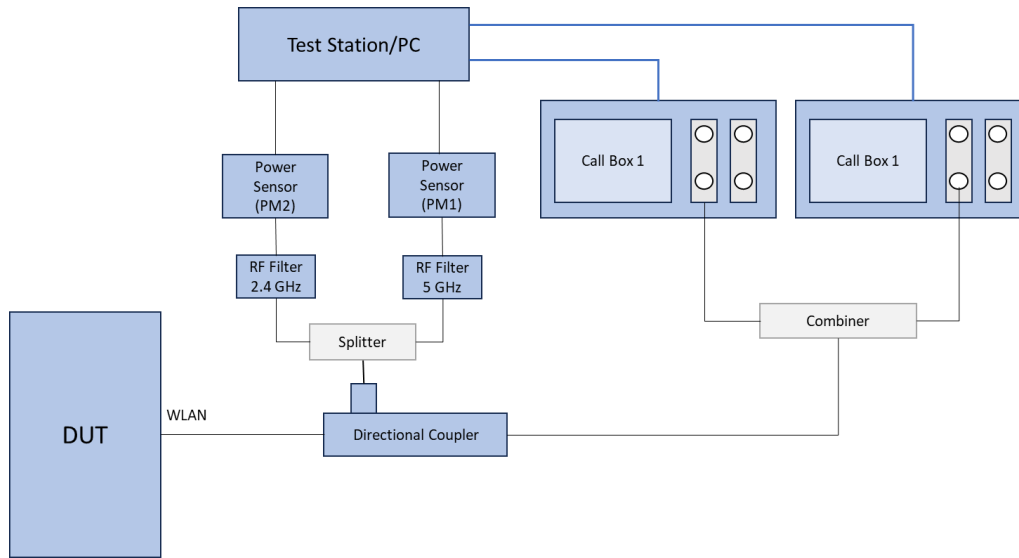 Test Station/PC
Call Box 1
Call Box 1
Power
Sensor
(PM2)
Power
Sensor
(PM1)
RF Filter
2.4 GHz
RF Filter
5 GHz
Splitter
Combiner
WLAN
DUT
Directional Coupler